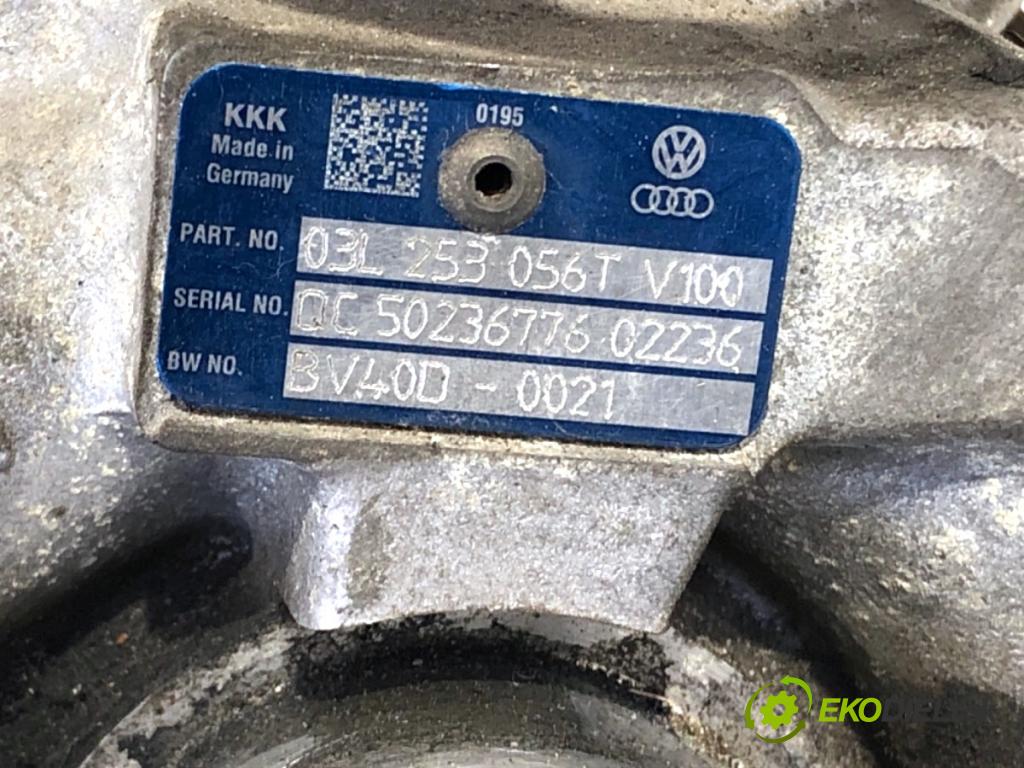 KKK
Made in
Germany
0195
PART. NO. 03L 253 056T V100
SERIAL NO. QC 50236776 02236
BW NO. BV40D - 0021
EKO